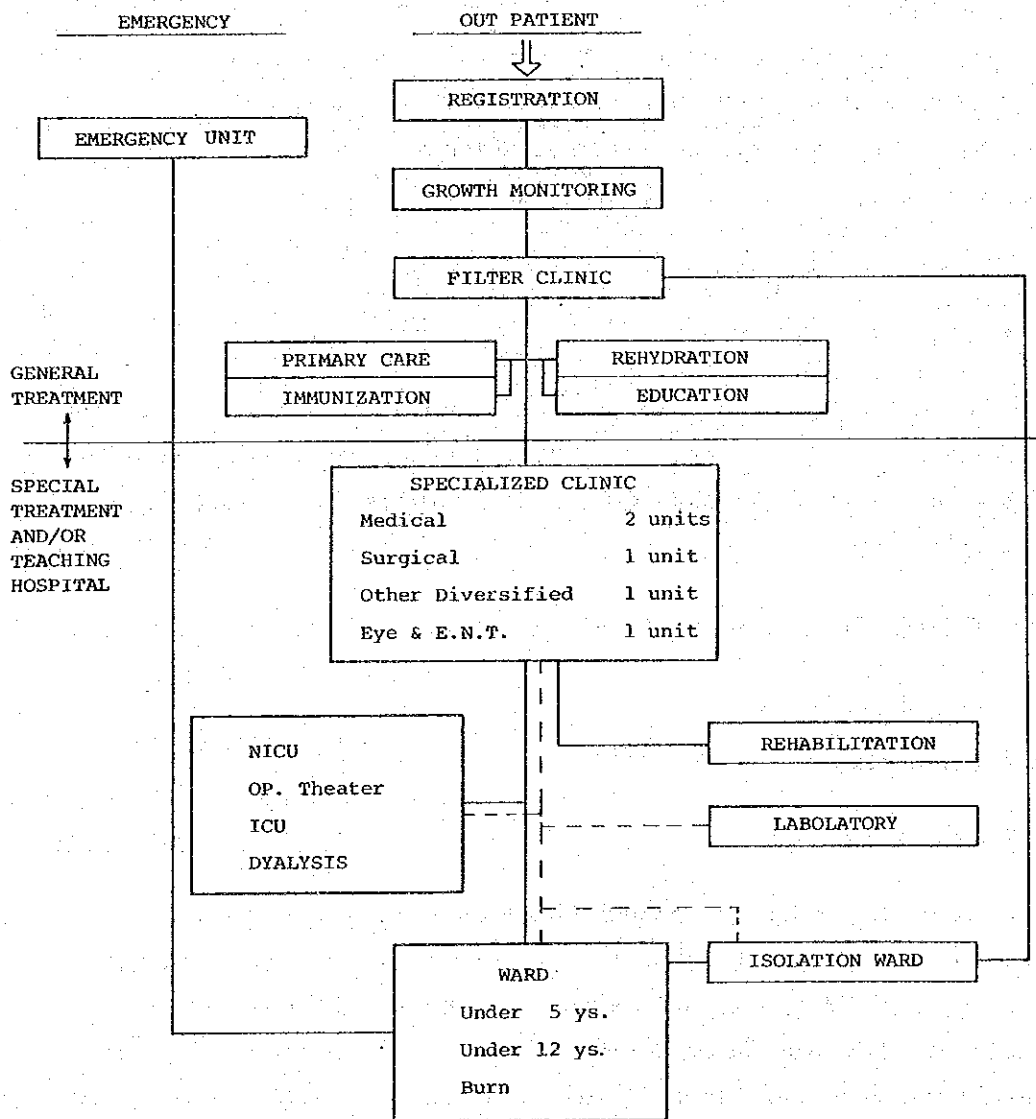 EMERGENCY
OUT PATIENT
REGISTRATION
EMERGENCY UNIT
GROWTH MONITORING
FILTER CLINIC
PRIMARY CARE
REHYDRATION
IMMUNIZATION
EDUCATION
GENERAL
TREATMENT
SPECIAL
TREATMENT
AND/OR
TEACHING
HOSPITAL
SPECIALIZED CLINIC
Medical 2 units
Surgical 1 unit
Other Diversified 1 unit
Eye & E.N.T. 1 unit
NICU
OP. Theater
ICU
DYALYSIS
REHABILITATION
LABOLATORY
ISOLATION WARD
WARD
Under 5 ys.
Under 12 ys.
Burn